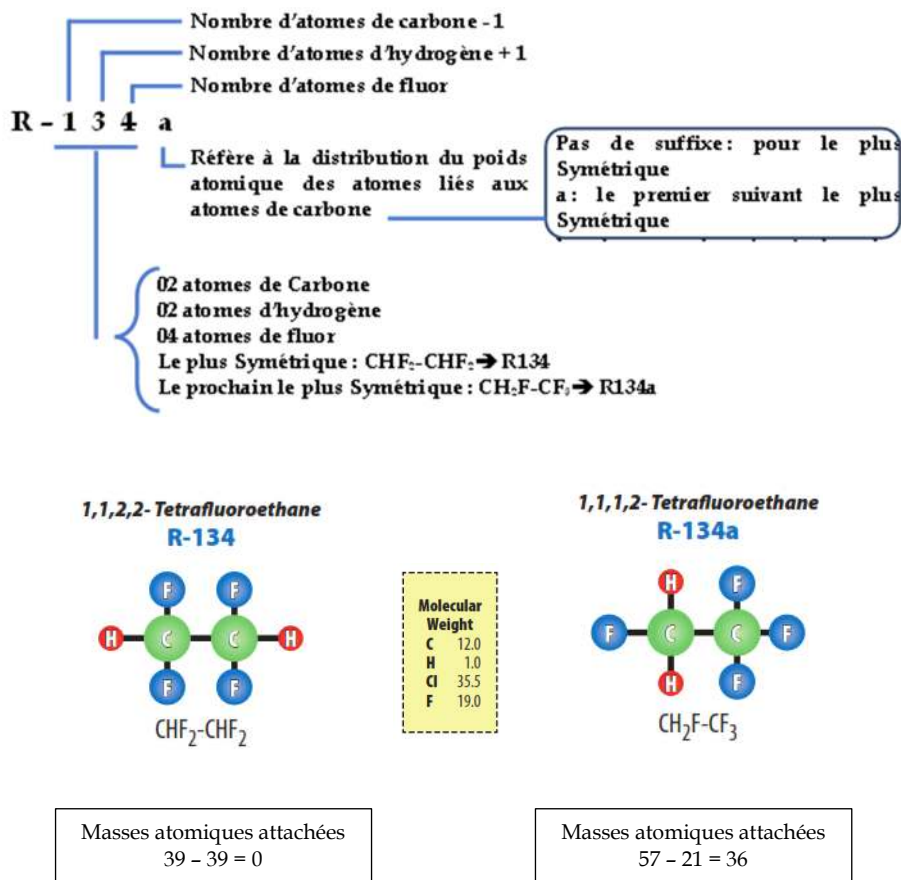 Nombre d'atomes de carbone - 1
Nombre d'atomes d'hydrogène + 1
Nombre d'atomes de fluor
R - 1 3 4 a
Réfère à la distribution du poids
atomique des atomes liés aux
atomes de carbone
Pas de suffixe: pour le plus
Symétrique
a: le premier suivant le plus
Symétrique
02 atomes de Carbone
02 atomes d'hydrogène
04 atomes de fluor
Le plus Symétrique : CHF₂-CHF₂➔ R134
Le prochain le plus Symétrique : CH₂F-CF₃➔ R134a
1,1,2,2- Tetrafluoroethane
R-134
F F
H C C H
F F
CHF₂-CHF₂
Molecular
Weight
C 12.0
H 1.0
Cl 35.5
F 19.0
1,1,1,2- Tetrafluoroethane
R-134a
H F
F C C F
H F
CH₂F-CF₃
Masses atomiques attachées
39 – 39 = 0
Masses atomiques attachées
57 – 21 = 36